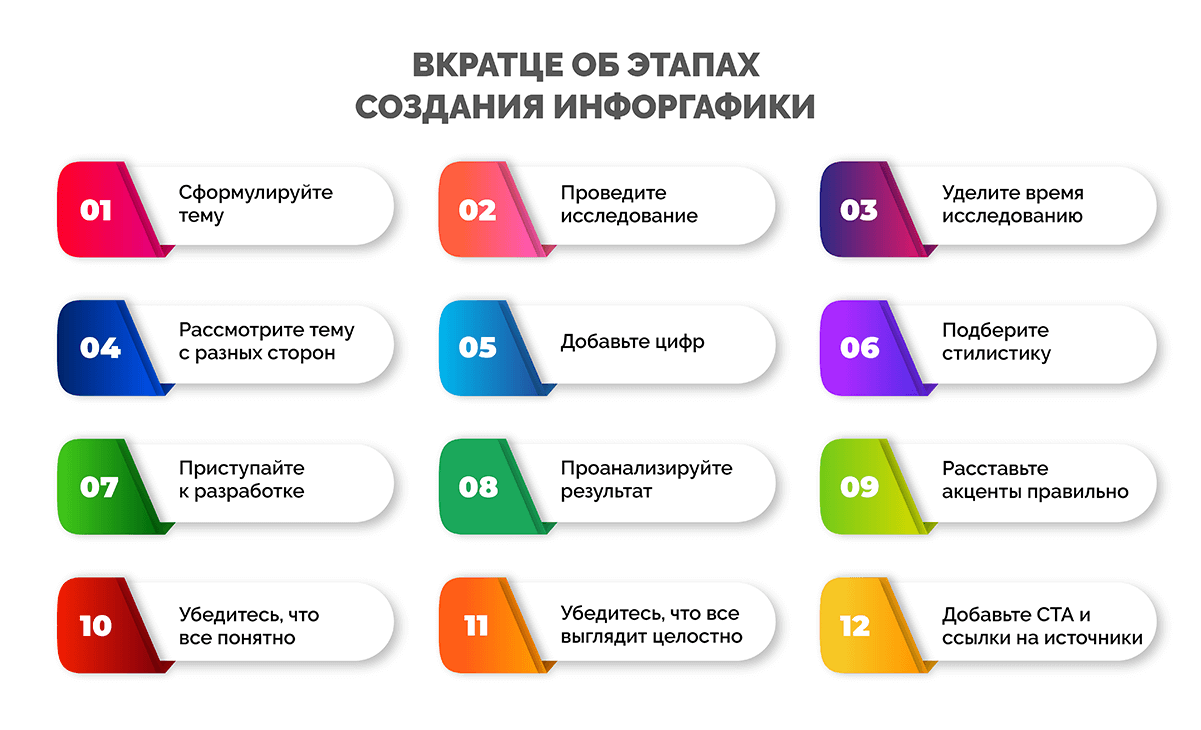 ВКРАТЦЕ ОБ ЭТАПАХ
СОЗДАНИЯ ИНФОРГАФИКИ
01
Сформулируйте
тему
02
Проведите
исследование
03
Уделите время
исследованию
04
Рассмотрите тему
с разных сторон
05
Добавьте цифр
06
Подберите
стилистику
07
Приступайте
к разработке
08
Проанализируйте
результат
09
Расставьте
акценты правильно
10
Убедитесь, что
все понятно
11
Убедитесь, что все
выглядит целостно
12
Добавьте СТА и
ссылки на источники